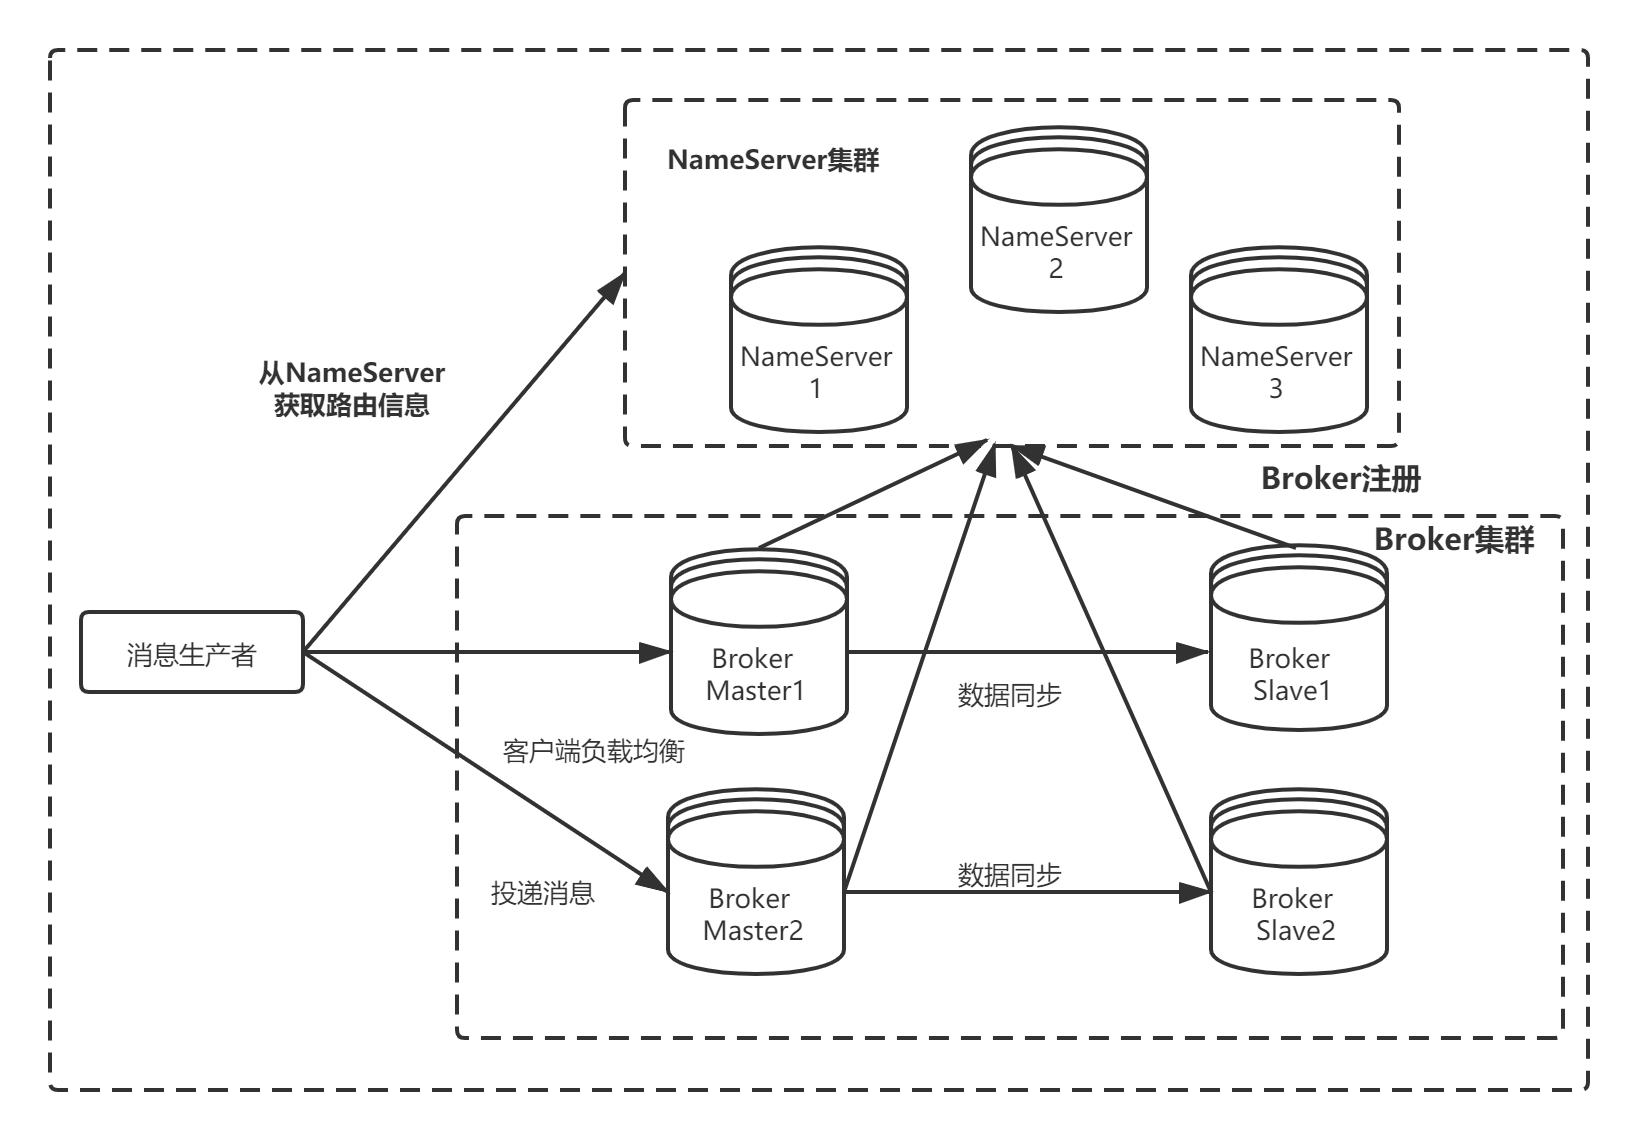 NameServer集群
NameServer
2
NameServer
1
NameServer
3
从NameServer
获取路由信息
Broker注册
Broker集群
消息生产者
Broker
Master1
数据同步
Broker
Slave1
客户端负载均衡
投递消息
Broker
Master2
数据同步
Broker
Slave2